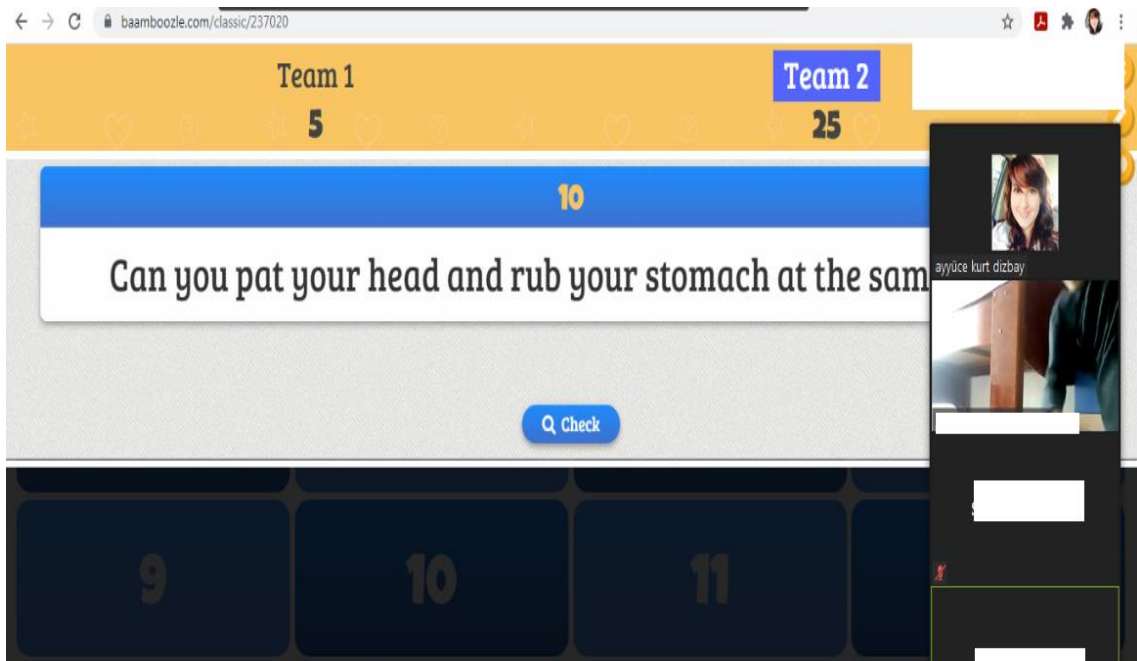 baamboozle.com/classic/237020
Team 1
Team 2
5
25
10
Can you pat your head and rub your stomach at the sam
ayyüce kurt dizbay
Check
9
10
11